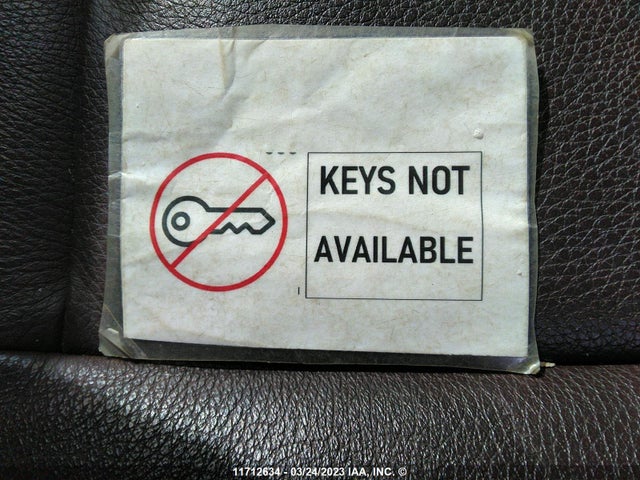 KEYS NOT
AVAILABLE
11712634 - 03/24/2023 IAA, INC. ©